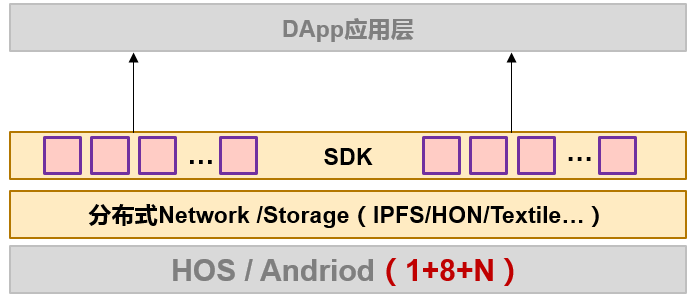 DApp应用层
... SDK ...
分布式Network /Storage（IPFS/HON/Textile…）
HOS / Andriod（1+8+N）